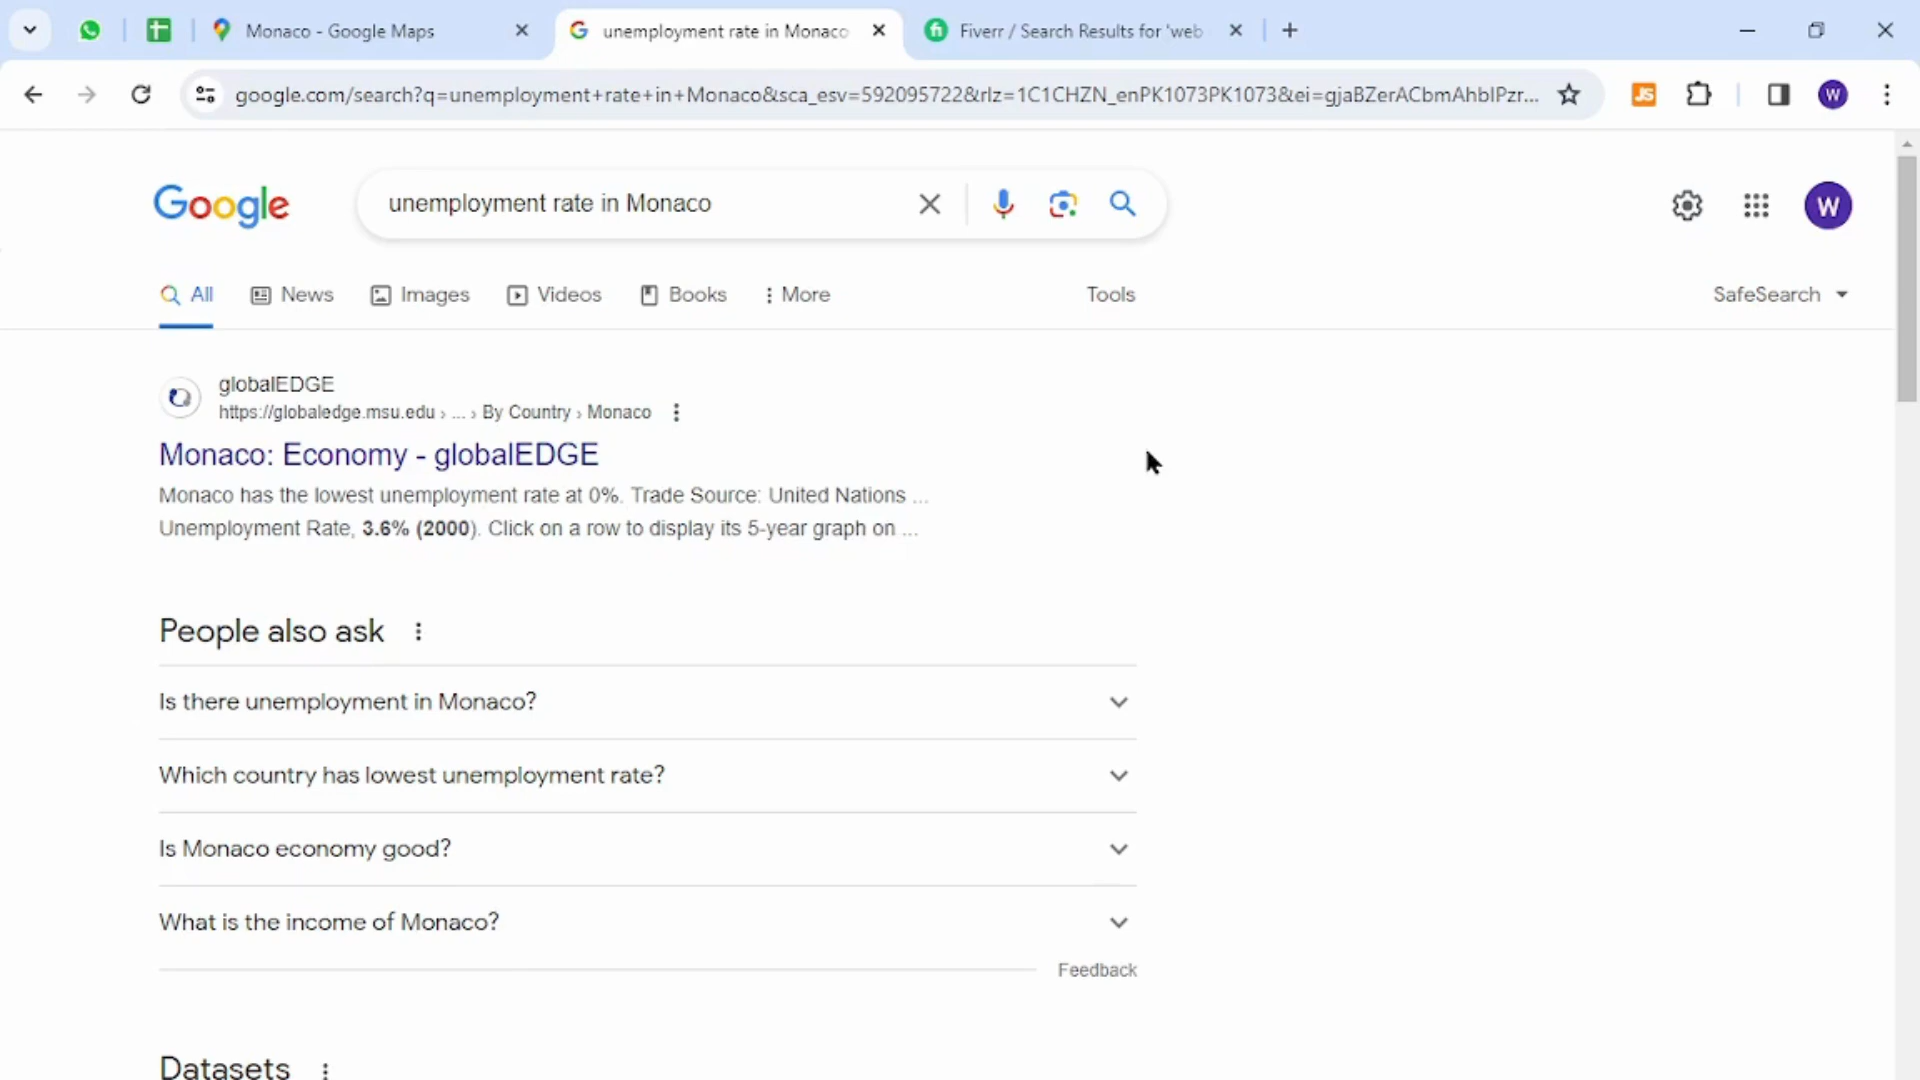 Monaco - Google Maps
unemployment rate in Monaco
Fiverr / Search Results for 'web
google.com/search?q=unemployment+rate+in+Monaco&sca_esv=592095722&rlz=1C1CHZN_enPK1073PK1073&ei=gjaBZerACbmAhbIPzr...
JS
W
Google
unemployment rate in Monaco
W
All
News
Images
Videos
Books
More
Tools
SafeSearch
globalEDGE
https://globaledge.msu.edu › ... › By Country › Monaco
Monaco: Economy - globalEDGE
Monaco has the lowest unemployment rate at 0%. Trade Source: United Nations ...
Unemployment Rate, 3.6% (2000). Click on a row to display its 5-year graph on ...
People also ask
Is there unemployment in Monaco?
Which country has lowest unemployment rate?
Is Monaco economy good?
What is the income of Monaco?
Feedback
Datasets